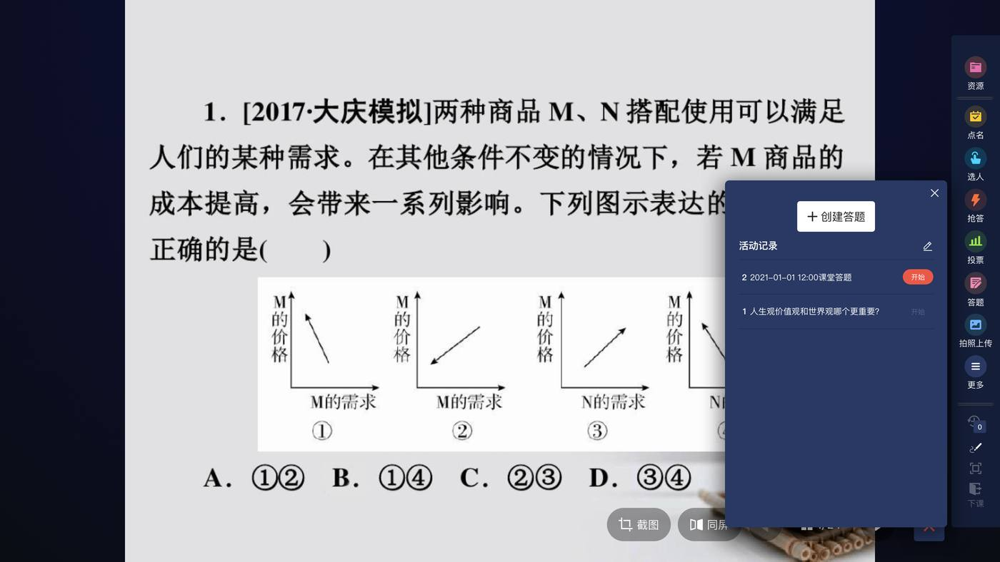 1．[2017·大庆模拟]两种商品 M、N 搭配使用可以满足
人们的某种需求。在其他条件不变的情况下，若 M 商品的
成本提高，会带来一系列影响。下列图示表达的
正确的是(　　)
M的价格
M的需求
①
M的价格
M的需求
②
M的价格
N的需求
③
M的价格
N
A．①② B．①④ C．②③ D．③④
截图
同屏
创建答题
活动记录
2 2021-01-01 12:00课堂答题 开始
1 人生观价值观和世界观哪个更重要? 开始
资源
点名
选人
抢答
投票
答题
拍照上传
更多
0
下课